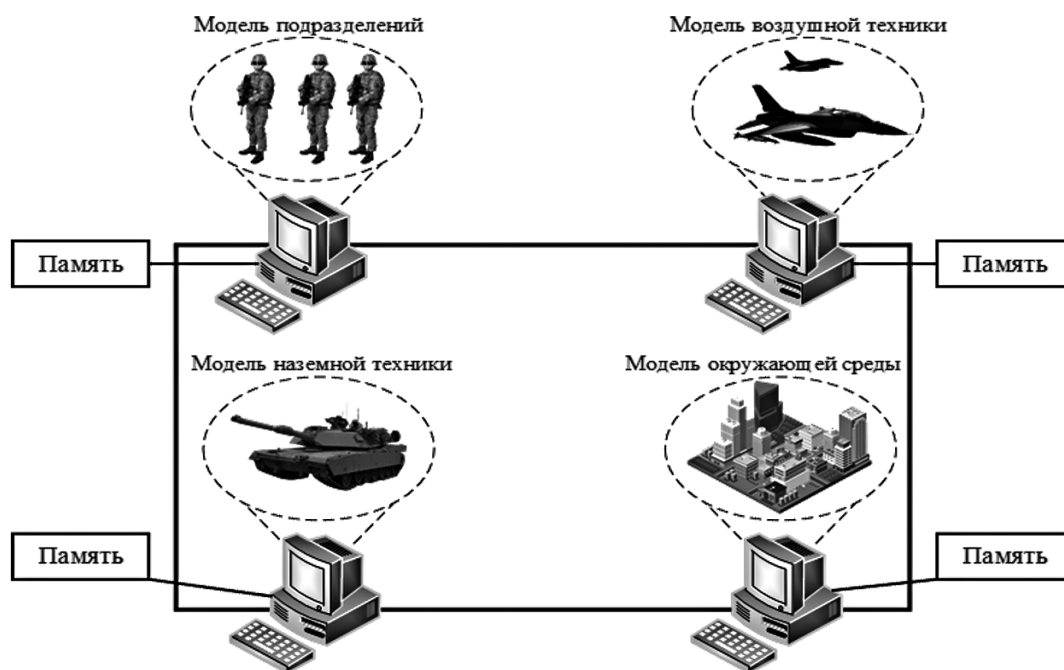 Модель подразделений
Модель воздушной техники
Память
Память
Модель наземной техники
Модель окружающей среды
Память
Память